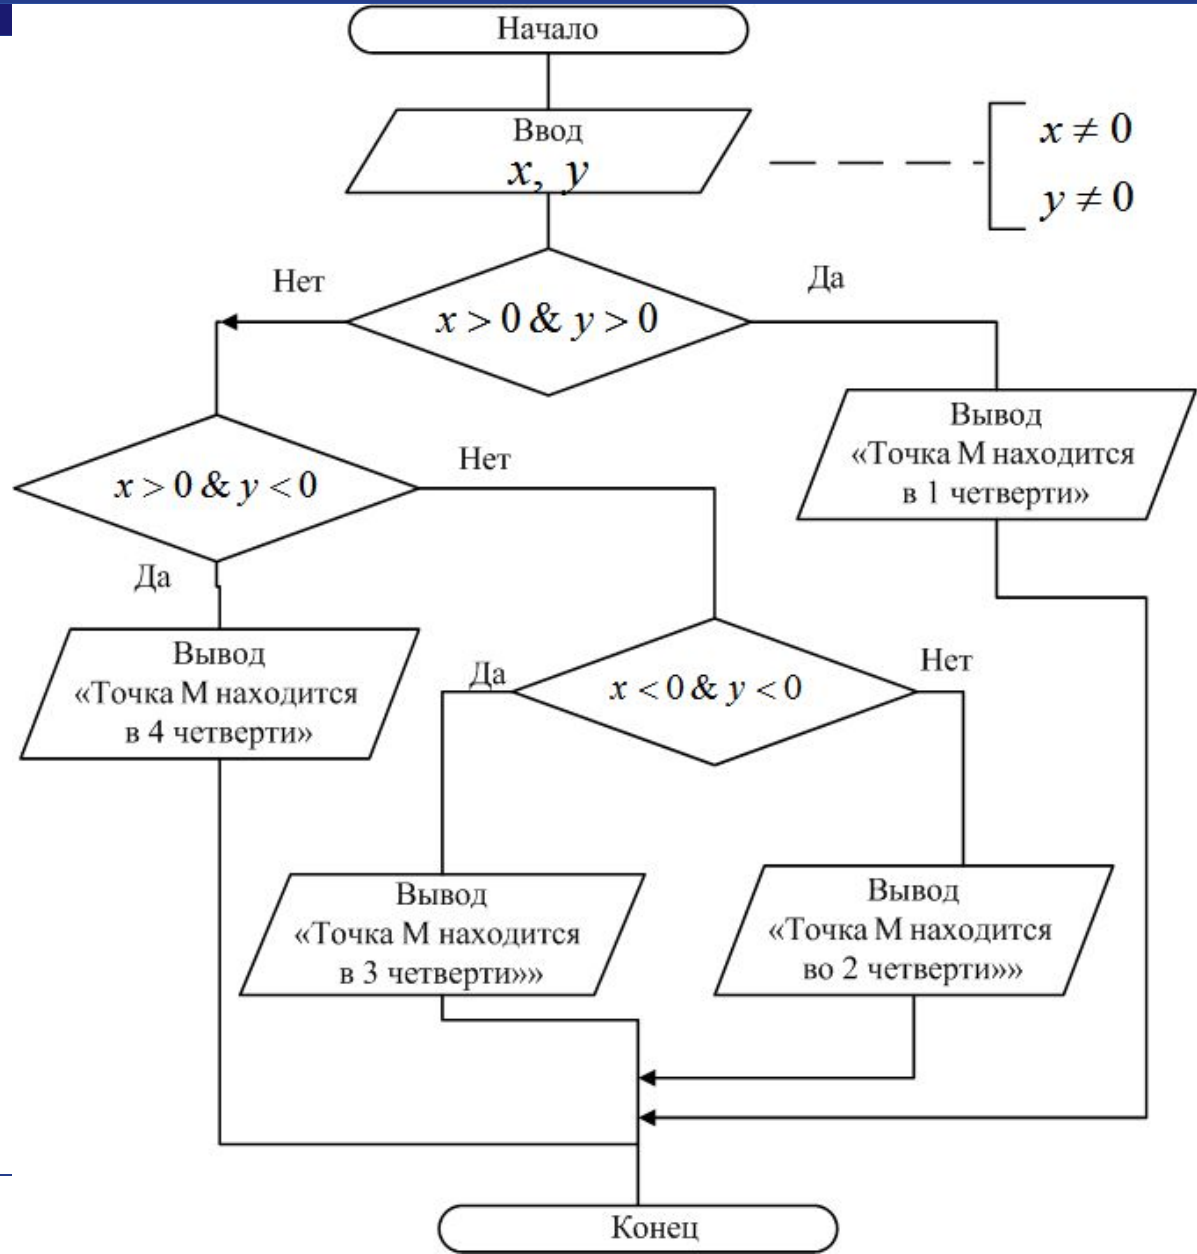 Начало
Ввод
x, y
x ≠ 0
y ≠ 0
Нет
Да
x > 0 & y > 0
Вывод
«Точка М находится
в 1 четверти»
Нет
x > 0 & y < 0
Да
Вывод
«Точка М находится
в 4 четверти»
Да
Нет
x < 0 & y < 0
Вывод
«Точка М находится
в 3 четверти»»
Вывод
«Точка М находится
во 2 четверти»»
Конец